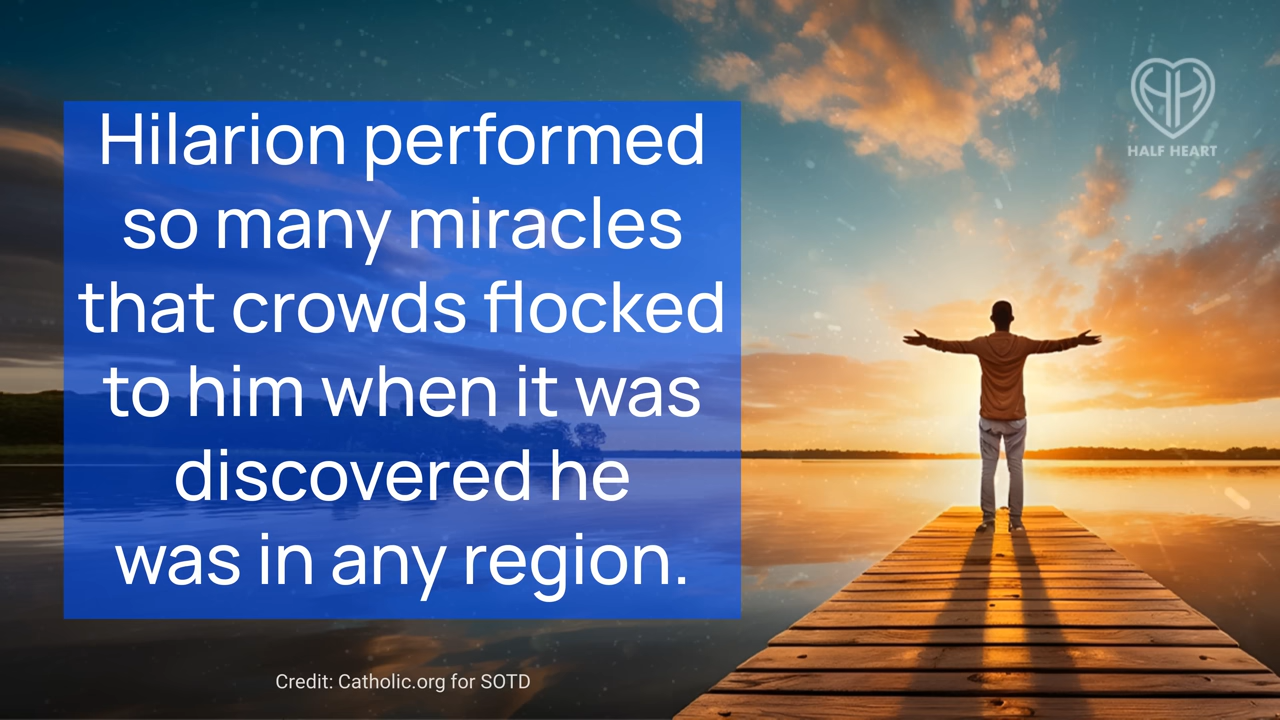 Hilarion performed
so many miracles
that crowds flocked
to him when it was
discovered he
was in any region.
HALF HEART
Credit: Catholic.org for SOTD